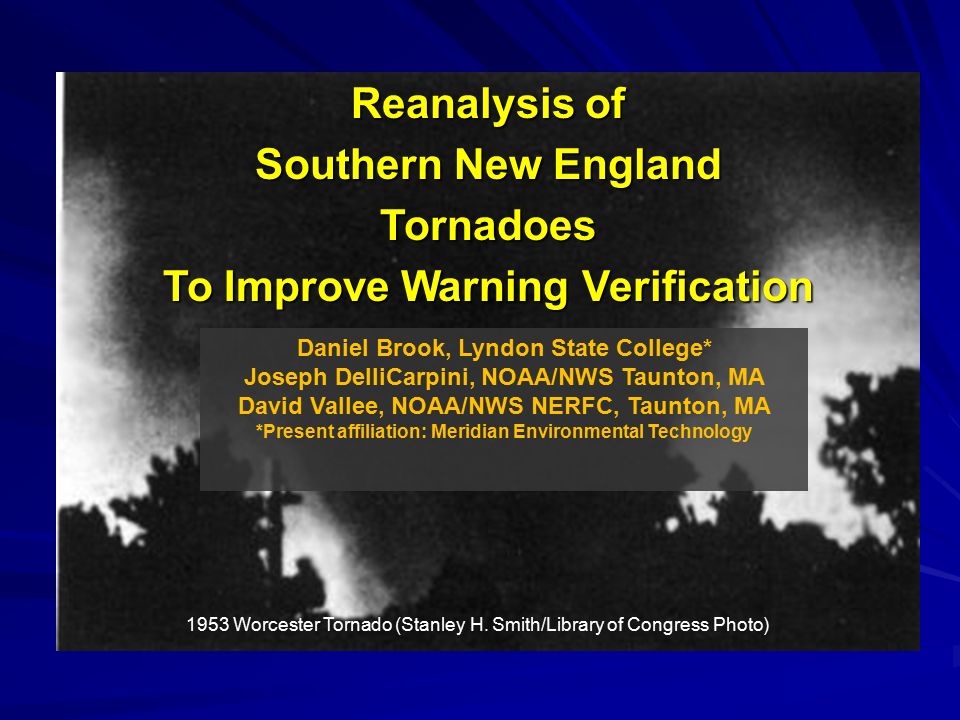 Reanalysis of
Southern New England
Tornadoes
To Improve Warning Verification
Daniel Brook, Lyndon State College*
Joseph DelliCarpini, NOAA/NWS Taunton, MA
David Vallee, NOAA/NWS NERFC, Taunton, MA
*Present affiliation: Meridian Environmental Technology
1953 Worcester Tornado (Stanley H. Smith/Library of Congress Photo)